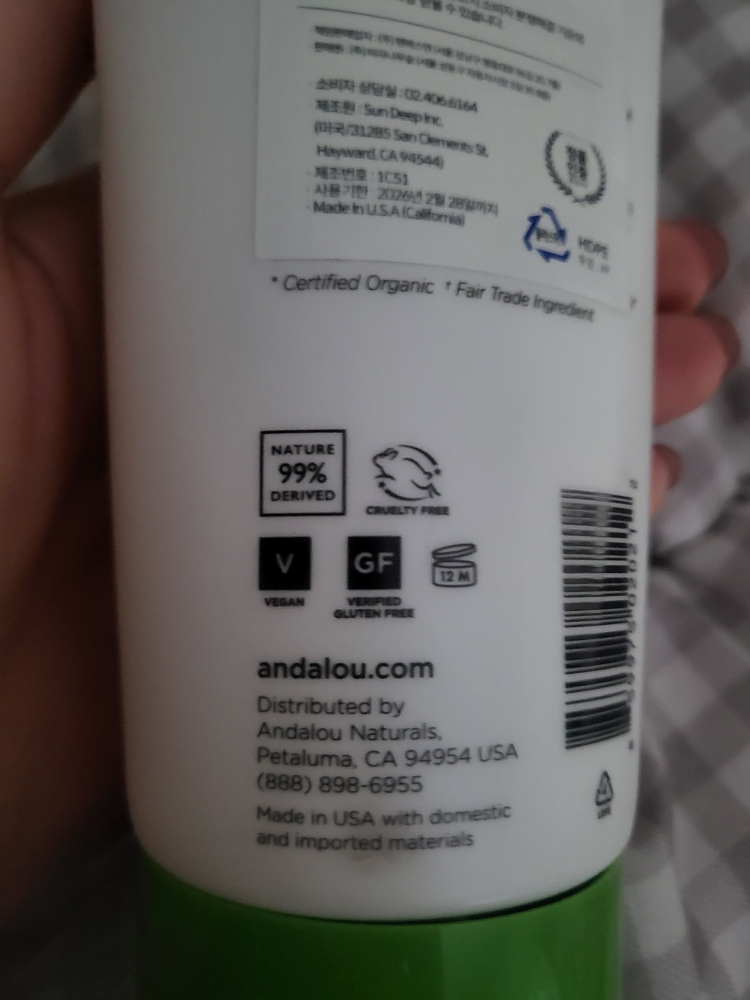 · 소비자 상담실 : 02.406.6164
· 제조원 : Sun Deep Inc.
(미국/31285 San Clements St,
Hayward, CA 94544)
· 제조번호 : 1C51
· 사용기한 : 2026년 2월 28일까지
· Made In U.S.A (California)
HDPE
* Certified Organic † Fair Trade Ingredient
NATURE
99%
DERIVED
CRUELTY FREE
V
VEGAN
GF
VERIFIED
GLUTEN FREE
12 M
andalou.com
Distributed by
Andalou Naturals,
Petaluma, CA 94954 USA
(888) 898-6955
Made in USA with domestic
and imported materials